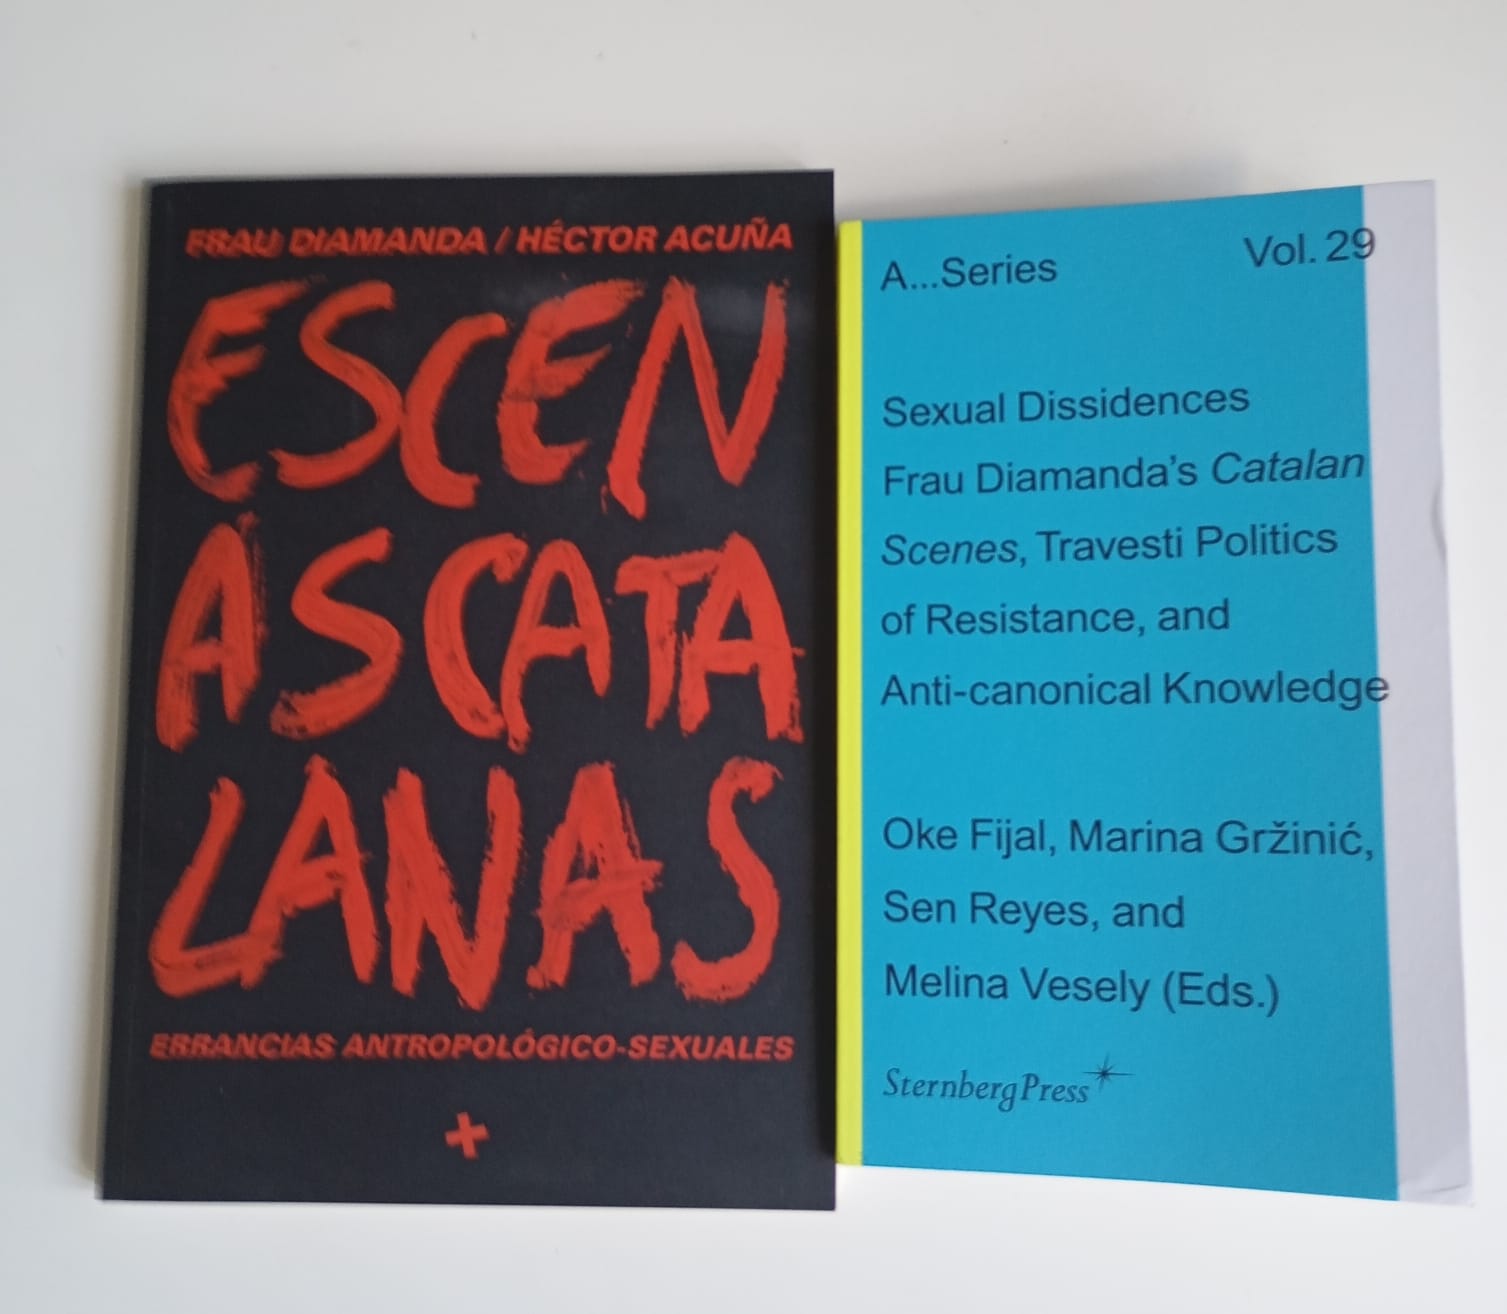 FRAU DIAMANDA / HÉCTOR ACUÑA
ESCEN
ASCATA
LANAS
ERRANCIAS ANTROPOLÓGICO-SEXUALES
A...Series
Vol. 29
Sexual Dissidences
Frau Diamanda's Catalan
Scenes, Travesti Politics
of Resistance, and
Anti-canonical Knowledge
Oke Fijal, Marina Gržinić,
Sen Reyes, and
Melina Vesely (Eds.)
SternbergPress